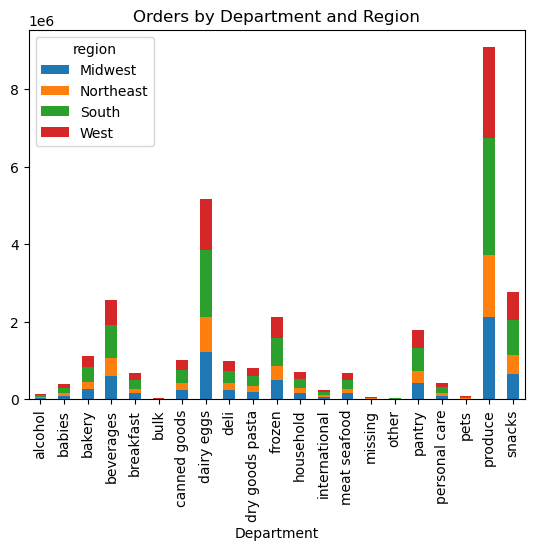 Orders by Department and Region
1e6
region
Midwest
Northeast
South
West
8
6
4
2
0
alcohol
babies
bakery
beverages
breakfast
bulk
canned goods
dairy eggs
deli
dry goods pasta
frozen
household
international
meat seafood
missing
other
pantry
personal care
pets
produce
snacks
Department